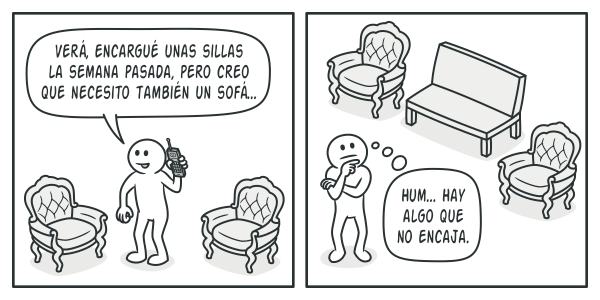 VERÁ, ENCARGUÉ UNAS SILLAS
LA SEMANA PASADA, PERO CREO
QUE NECESITO TAMBIÉN UN SOFÁ...
HUM... HAY
ALGO QUE
NO ENCAJA.